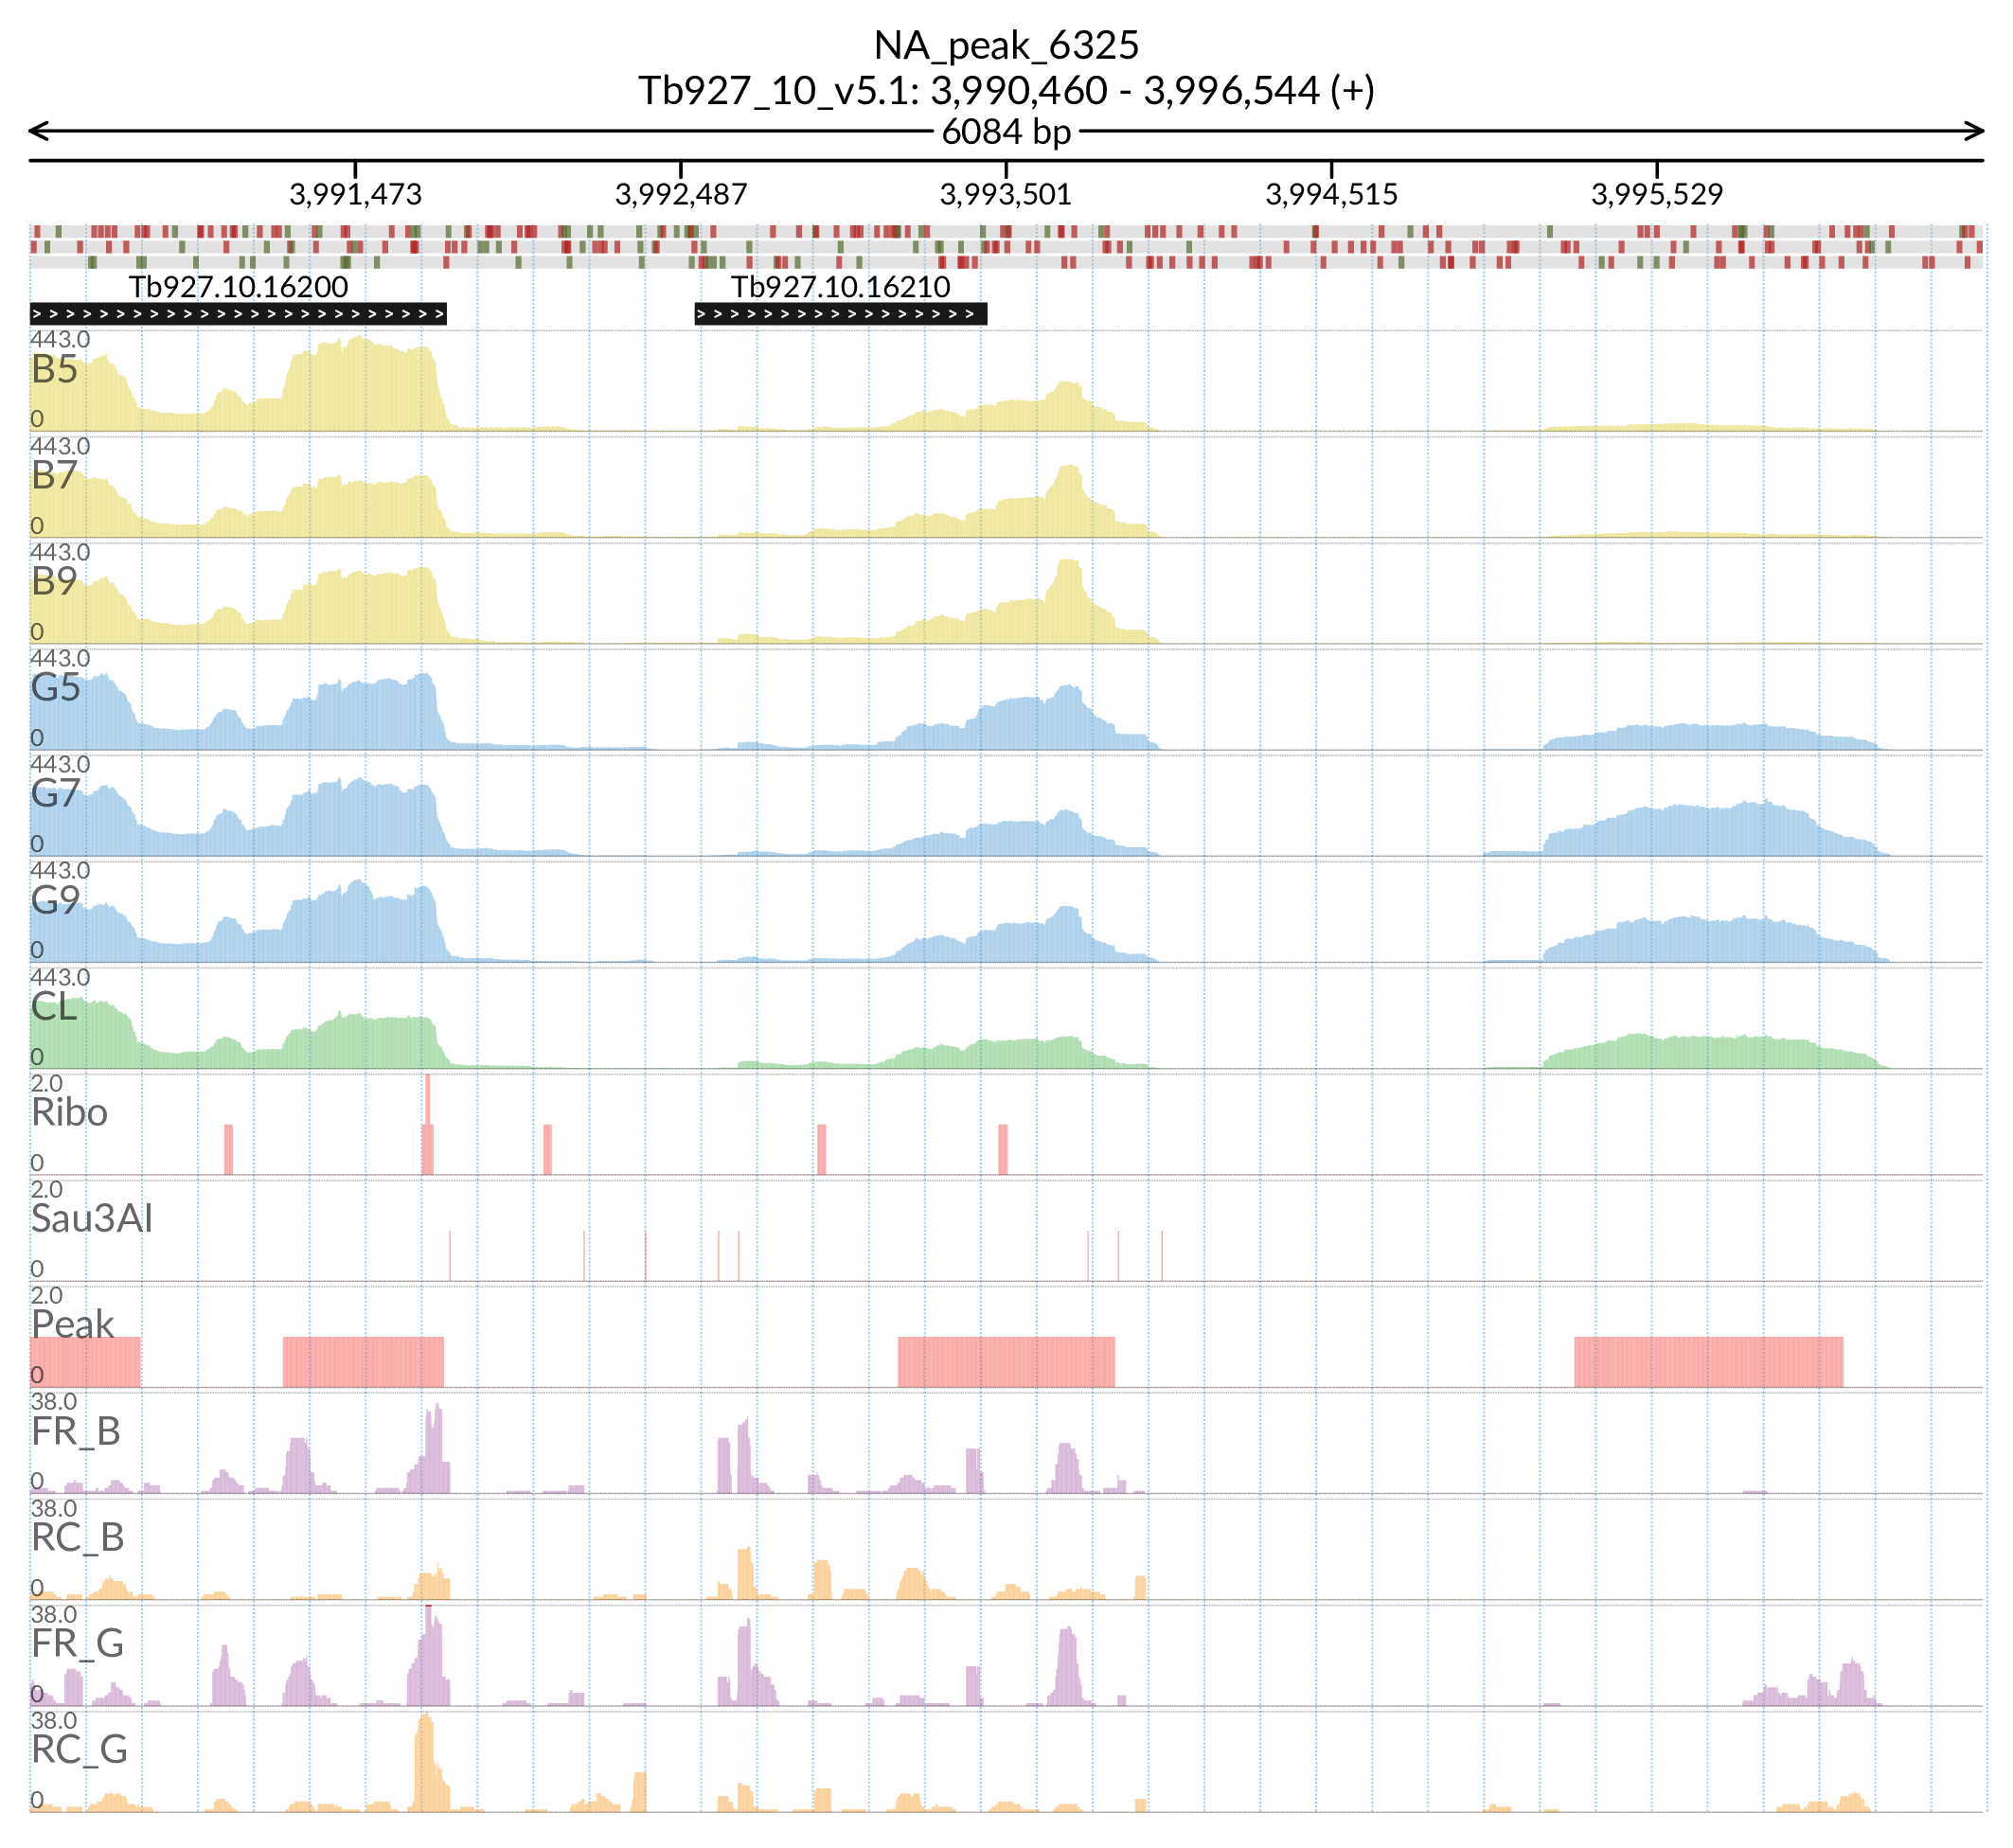 NA_peak_6325
Tb927_10_v5.1: 3,990,460 - 3,996,544 (+)
6084 bp
3,991,473 3,992,487 3,993,501 3,994,515 3,995,529
Tb927.10.16200 Tb927.10.16210
443.0
B5
0
443.0
B7
0
443.0
B9
0
443.0
G5
0
443.0
G7
0
443.0
G9
0
443.0
CL
0
2.0
Ribo
0
2.0
Sau3AI
0
2.0
Peak
0
38.0
FR_B
0
38.0
RC_B
0
38.0
FR_G
0
38.0
RC_G
0